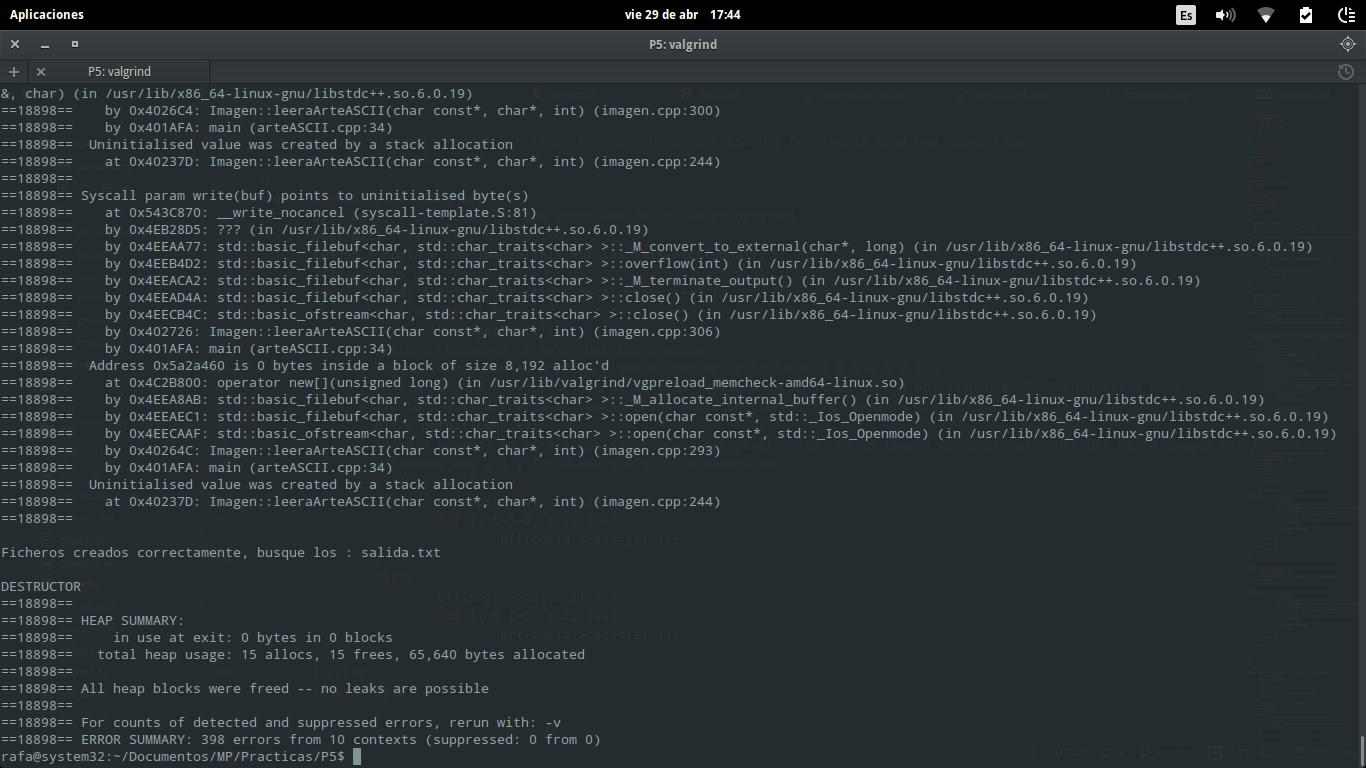 Aplicaciones
vie 29 de abr 17:44
Es
P5: valgrind
P5: valgrind
&, char) (in /usr/lib/x86_64-linux-gnu/libstdc++.so.6.0.19)
==18898== by 0x4026C4: Imagen::leeraArteASCII(char const*, char*, int) (imagen.cpp:300)
==18898== by 0x401AFA: main (arteASCII.cpp:34)
==18898== Uninitialised value was created by a stack allocation
==18898== at 0x40237D: Imagen::leeraArteASCII(char const*, char*, int) (imagen.cpp:244)
==18898==
==18898== Syscall param write(buf) points to uninitialised byte(s)
==18898== at 0x543C870: __write_nocancel (syscall-template.S:81)
==18898== by 0x4EB28D5: ??? (in /usr/lib/x86_64-linux-gnu/libstdc++.so.6.0.19)
==18898== by 0x4EEAA77: std::basic_filebuf<char, std::char_traits<char> >::_M_convert_to_external(char*, long) (in /usr/lib/x86_64-linux-gnu/libstdc++.so.6.0.19)
==18898== by 0x4EEB4D2: std::basic_filebuf<char, std::char_traits<char> >::overflow(int) (in /usr/lib/x86_64-linux-gnu/libstdc++.so.6.0.19)
==18898== by 0x4EEACA2: std::basic_filebuf<char, std::char_traits<char> >::_M_terminate_output() (in /usr/lib/x86_64-linux-gnu/libstdc++.so.6.0.19)
==18898== by 0x4EEAD4A: std::basic_filebuf<char, std::char_traits<char> >::close() (in /usr/lib/x86_64-linux-gnu/libstdc++.so.6.0.19)
==18898== by 0x4EECB4C: std::basic_ofstream<char, std::char_traits<char> >::close() (in /usr/lib/x86_64-linux-gnu/libstdc++.so.6.0.19)
==18898== by 0x402726: Imagen::leeraArteASCII(char const*, char*, int) (imagen.cpp:306)
==18898== by 0x401AFA: main (arteASCII.cpp:34)
==18898== Address 0x5a2a460 is 0 bytes inside a block of size 8,192 alloc'd
==18898== at 0x4C2B800: operator new[](unsigned long) (in /usr/lib/valgrind/vgpreload_memcheck-amd64-linux.so)
==18898== by 0x4EEA8AB: std::basic_filebuf<char, std::char_traits<char> >::_M_allocate_internal_buffer() (in /usr/lib/x86_64-linux-gnu/libstdc++.so.6.0.19)
==18898== by 0x4EEAEC1: std::basic_filebuf<char, std::char_traits<char> >::open(char const*, std::_Ios_Openmode) (in /usr/lib/x86_64-linux-gnu/libstdc++.so.6.0.19)
==18898== by 0x4EECAAF: std::basic_ofstream<char, std::char_traits<char> >::open(char const*, std::_Ios_Openmode) (in /usr/lib/x86_64-linux-gnu/libstdc++.so.6.0.19)
==18898== by 0x40264C: Imagen::leeraArteASCII(char const*, char*, int) (imagen.cpp:293)
==18898== by 0x401AFA: main (arteASCII.cpp:34)
==18898== Uninitialised value was created by a stack allocation
==18898== at 0x40237D: Imagen::leeraArteASCII(char const*, char*, int) (imagen.cpp:244)
==18898==
Ficheros creados correctamente, busque los : salida.txt
DESTRUCTOR
==18898==
==18898== HEAP SUMMARY:
==18898== in use at exit: 0 bytes in 0 blocks
==18898== total heap usage: 15 allocs, 15 frees, 65,640 bytes allocated
==18898==
==18898== All heap blocks were freed -- no leaks are possible
==18898==
==18898== For counts of detected and suppressed errors, rerun with: -v
==18898== ERROR SUMMARY: 398 errors from 10 contexts (suppressed: 0 from 0)
rafa@system32:~/Documentos/MP/Practicas/P5$